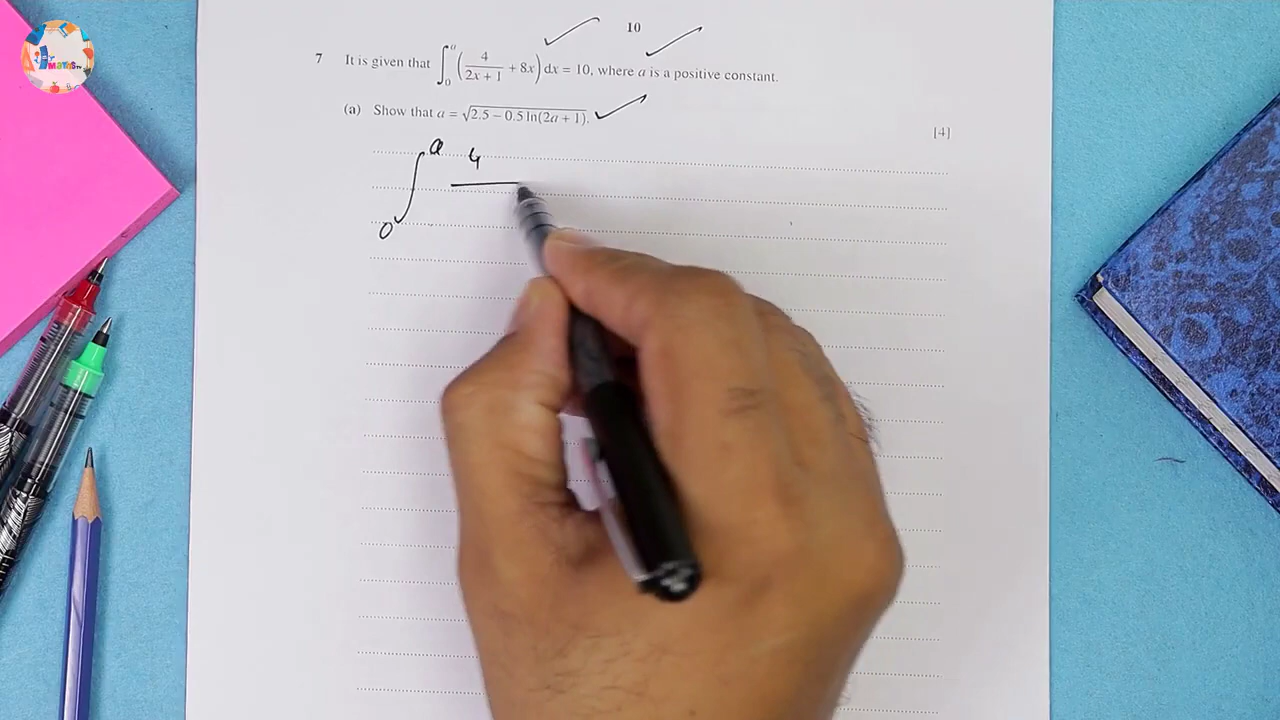 10
7 It is given that ∫₀ᵃ (4/(2x + 1) + 8x) dx = 10, where a is a positive constant.
(a) Show that a = √(2.5 − 0.5 ln(2a + 1)).
[4]
∫₀ᵃ 4